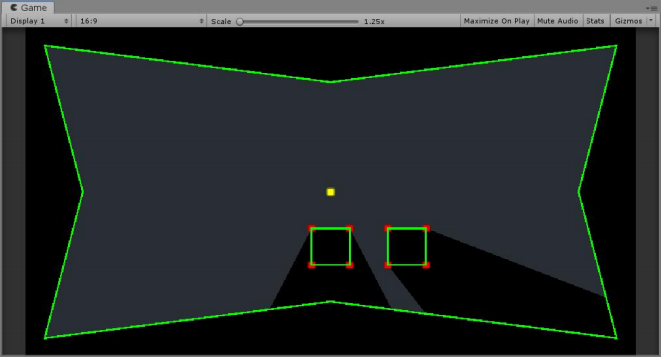 Game
Display 1 16:9 Scale 1.25x Maximize On Play Mute Audio Stats Gizmos